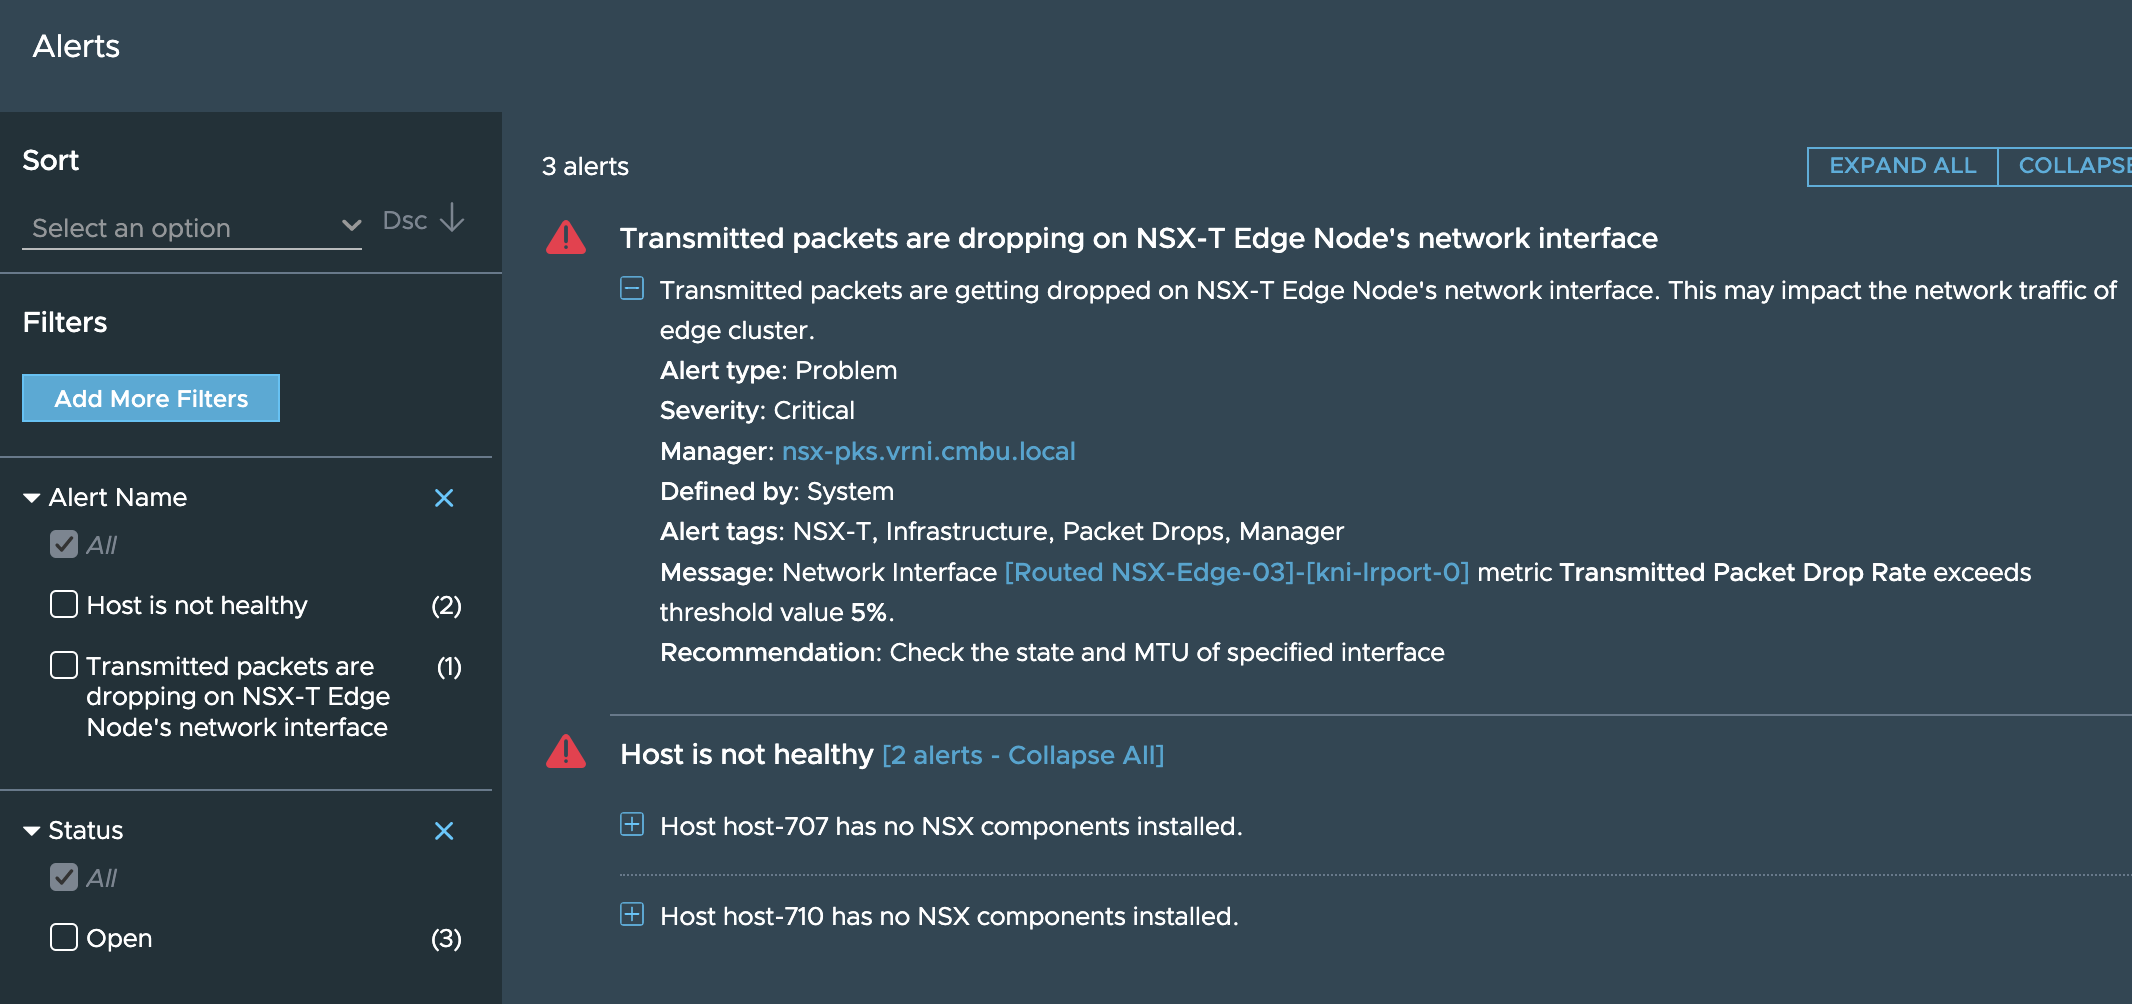 Alerts
Sort
Select an option
Dsc
Filters
Add More Filters
Alert Name
All
Host is not healthy (2)
Transmitted packets are (1)
dropping on NSX-T Edge
Node's network interface
Status
All
Open (3)
3 alerts
EXPAND ALL
COLLAPSE
Transmitted packets are dropping on NSX-T Edge Node's network interface
Transmitted packets are getting dropped on NSX-T Edge Node's network interface. This may impact the network traffic of
edge cluster.
Alert type: Problem
Severity: Critical
Manager: nsx-pks.vrni.cmbu.local
Defined by: System
Alert tags: NSX-T, Infrastructure, Packet Drops, Manager
Message: Network Interface [Routed NSX-Edge-03]-[kni-lrport-0] metric Transmitted Packet Drop Rate exceeds
threshold value 5%.
Recommendation: Check the state and MTU of specified interface
Host is not healthy [2 alerts - Collapse All]
Host host-707 has no NSX components installed.
Host host-710 has no NSX components installed.